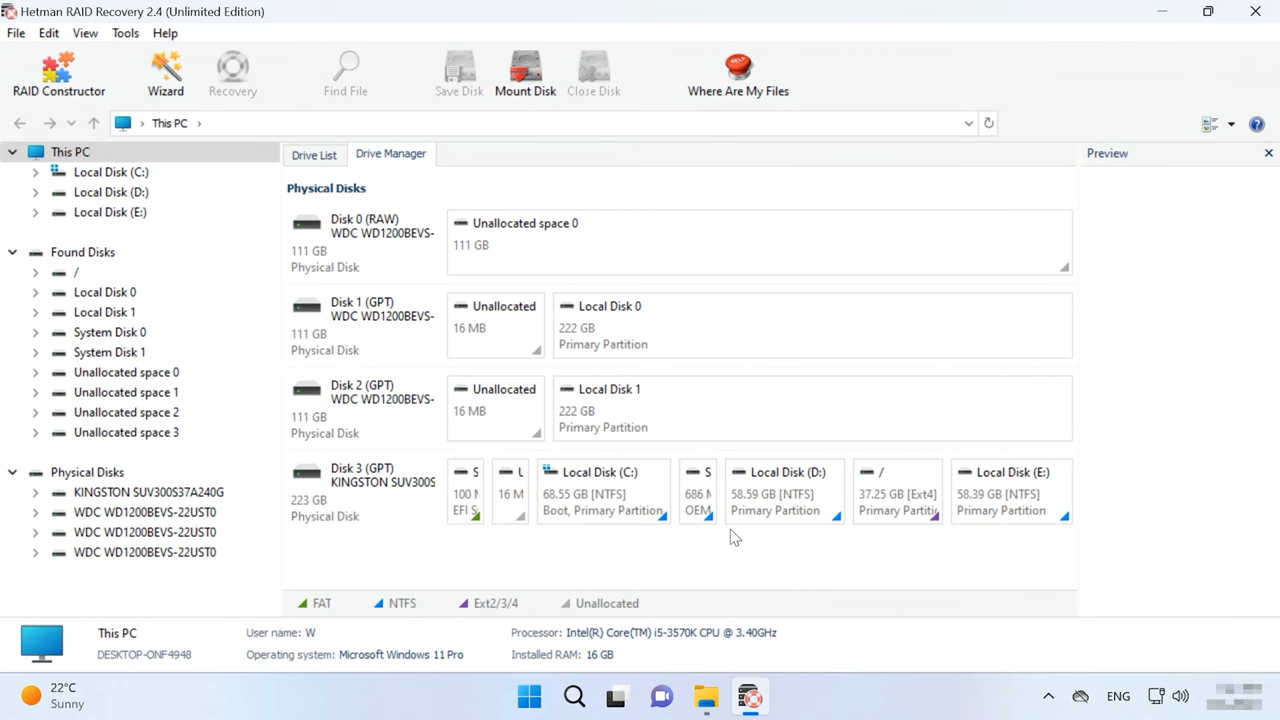 Hetman RAID Recovery 2.4 (Unlimited Edition)
File Edit View Tools Help
RAID Constructor Wizard Recovery Find File Save Disk Mount Disk Close Disk Where Are My Files
This PC
This PC
Local Disk (C:)
Local Disk (D:)
Local Disk (E:)
Found Disks
/
Local Disk 0
Local Disk 1
System Disk 0
System Disk 1
Unallocated space 0
Unallocated space 1
Unallocated space 2
Unallocated space 3
Physical Disks
KINGSTON SUV300S37A240G
WDC WD1200BEVS-22UST0
WDC WD1200BEVS-22UST0
WDC WD1200BEVS-22UST0
Drive List Drive Manager
Physical Disks
Disk 0 (RAW)
WDC WD1200BEVS-
111 GB
Physical Disk
Unallocated space 0
111 GB
Disk 1 (GPT)
WDC WD1200BEVS-
111 GB
Physical Disk
Unallocated
16 MB
Local Disk 0
222 GB
Primary Partition
Disk 2 (GPT)
WDC WD1200BEVS-
111 GB
Physical Disk
Unallocated
16 MB
Local Disk 1
222 GB
Primary Partition
Disk 3 (GPT)
KINGSTON SUV300S
223 GB
Physical Disk
S
100 M
EFI S
U
16 M
Local Disk (C:)
68.55 GB [NTFS]
Boot, Primary Partition
S
686 M
OEM
Local Disk (D:)
58.59 GB [NTFS]
Primary Partition
/
37.25 GB [Ext4]
Primary Partitic
Local Disk (E:)
58.39 GB [NTFS]
Primary Partition
FAT NTFS Ext2/3/4 Unallocated
Preview
This PC
DESKTOP-ONF4948
User name: W
Operating system: Microsoft Windows 11 Pro
Processor: Intel(R) Core(TM) i5-3570K CPU @ 3.40GHz
Installed RAM: 16 GB
22°C
Sunny
ENG